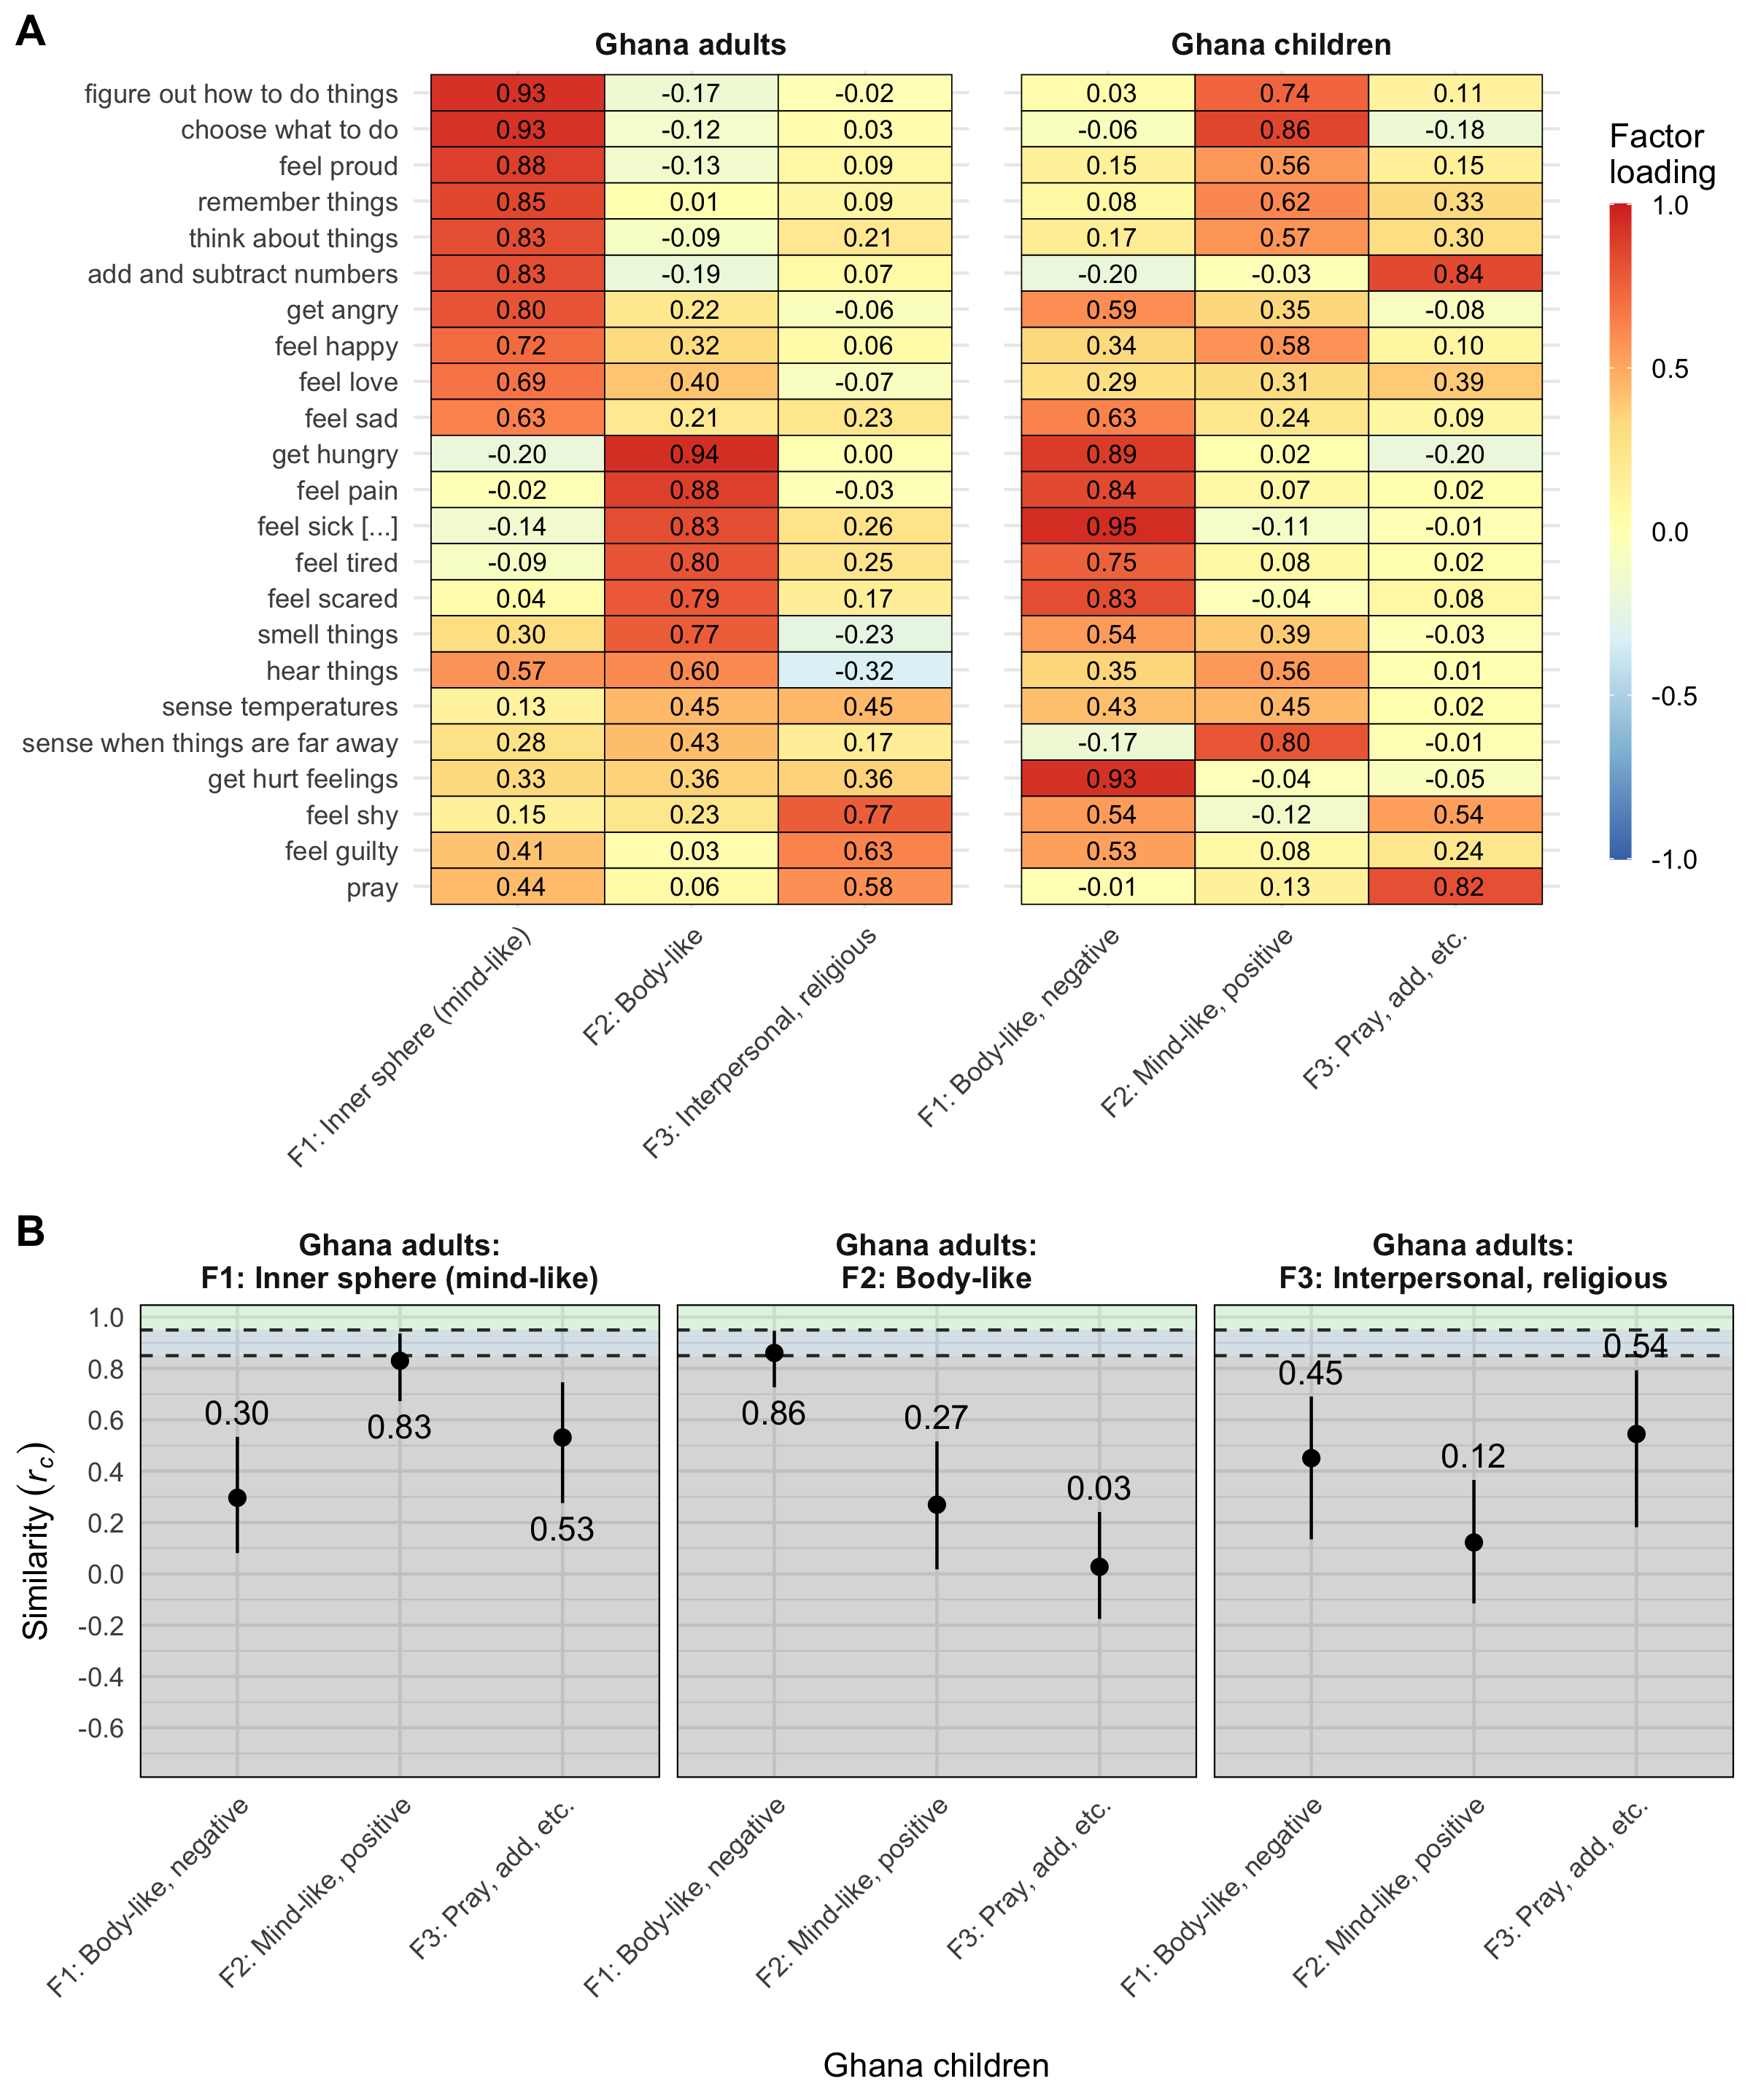 A
Ghana adults
Ghana children
figure out how to do things 0.93 -0.17 -0.02 0.03 0.74 0.11
choose what to do 0.93 -0.12 0.03 -0.06 0.86 -0.18
feel proud 0.88 -0.13 0.09 0.15 0.56 0.15
remember things 0.85 0.01 0.09 0.08 0.62 0.33
think about things 0.83 -0.09 0.21 0.17 0.57 0.30
add and subtract numbers 0.83 -0.19 0.07 -0.20 -0.03 0.84
get angry 0.80 0.22 -0.06 0.59 0.35 -0.08
feel happy 0.72 0.32 0.06 0.34 0.58 0.10
feel love 0.69 0.40 -0.07 0.29 0.31 0.39
feel sad 0.63 0.21 0.23 0.63 0.24 0.09
get hungry -0.20 0.94 0.00 0.89 0.02 -0.20
feel pain -0.02 0.88 -0.03 0.84 0.07 0.02
feel sick [...] -0.14 0.83 0.26 0.95 -0.11 -0.01
feel tired -0.09 0.80 0.25 0.75 0.08 0.02
feel scared 0.04 0.79 0.17 0.83 -0.04 0.08
smell things 0.30 0.77 -0.23 0.54 0.39 -0.03
hear things 0.57 0.60 -0.32 0.35 0.56 0.01
sense temperatures 0.13 0.45 0.45 0.43 0.45 0.02
sense when things are far away 0.28 0.43 0.17 -0.17 0.80 -0.01
get hurt feelings 0.33 0.36 0.36 0.93 -0.04 -0.05
feel shy 0.15 0.23 0.77 0.54 -0.12 0.54
feel guilty 0.41 0.03 0.63 0.53 0.08 0.24
pray 0.44 0.06 0.58 -0.01 0.13 0.82
F1: Inner sphere (mind-like)
F2: Body-like
F3: Interpersonal, religious
F1: Body-like, negative
F2: Mind-like, positive
F3: Pray, add, etc.
Factor
loading
1.0
0.5
0.0
-0.5
-1.0
B
Ghana adults:
F1: Inner sphere (mind-like)
Ghana adults:
F2: Body-like
Ghana adults:
F3: Interpersonal, religious
Similarity (rc)
1.0
0.8
0.6
0.4
0.2
0.0
-0.2
-0.4
-0.6
0.30
0.83
0.53
0.86
0.27
0.03
0.45
0.12
0.54
F1: Body-like, negative
F2: Mind-like, positive
F3: Pray, add, etc.
F1: Body-like, negative
F2: Mind-like, positive
F3: Pray, add, etc.
F1: Body-like, negative
F2: Mind-like, positive
F3: Pray, add, etc.
Ghana children